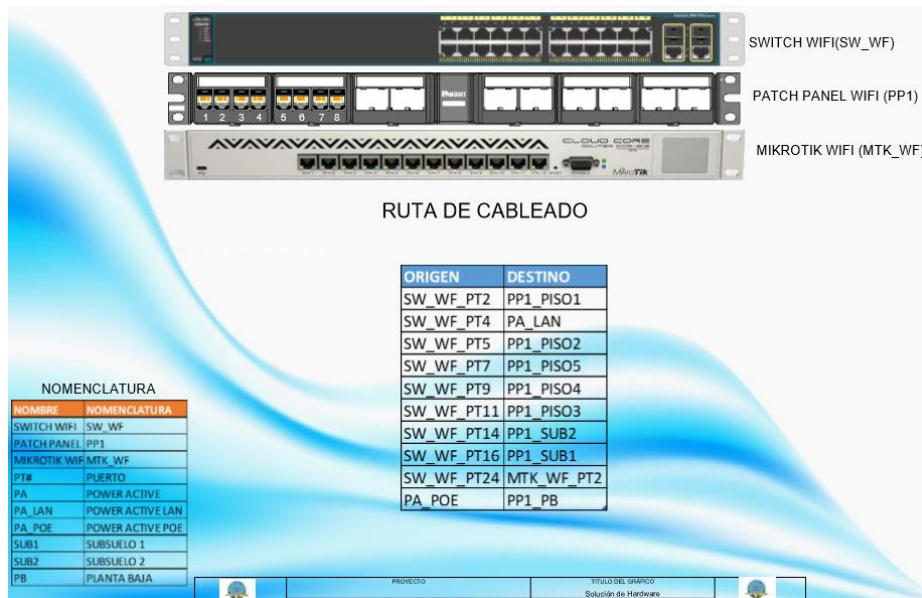 SWITCH WIFI(SW_WF)
PANDUIT
PATCH PANEL WIFI (PP1)
1 2 3 4 5 6 7 8
CLOUD CORE
MikroTik
MIKROTIK WIFI (MTK_WF)
RUTA DE CABLEADO
ORIGEN DESTINO
SW_WF_PT2 PP1_PISO1
SW_WF_PT4 PA_LAN
SW_WF_PT5 PP1_PISO2
SW_WF_PT7 PP1_PISO5
SW_WF_PT9 PP1_PISO4
SW_WF_PT11 PP1_PISO3
SW_WF_PT14 PP1_SUB2
SW_WF_PT16 PP1_SUB1
SW_WF_PT24 MTK_WF_PT2
PA_POE PP1_PB
NOMENCLATURA
NOMBRE NOMENCLATURA
SWITCH WIFI SW_WF
PATCH PANEL PP1
MIKROTIK WIF MTK_WF
PT# PUERTO
PA POWER ACTIVE
PA_LAN POWER ACTIVE LAN
PA_POE POWER ACTIVE POE
SUB1 SUBSUELO 1
SUB2 SUBSUELO 2
PB PLANTA BAJA
PROYECTO TITULO DEL GRÁFICO
Solución de Hardware